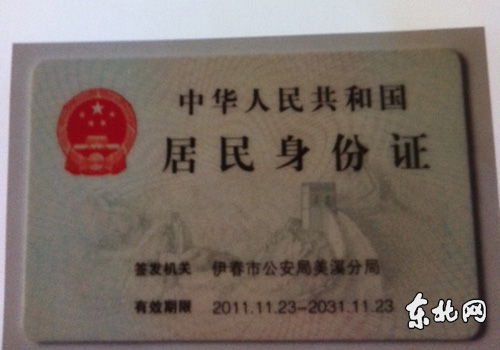 中华人民共和国
居民身份证
签发机关 伊春市公安局美溪分局
有效期限 2011.11.23-2031.11.23
东北网